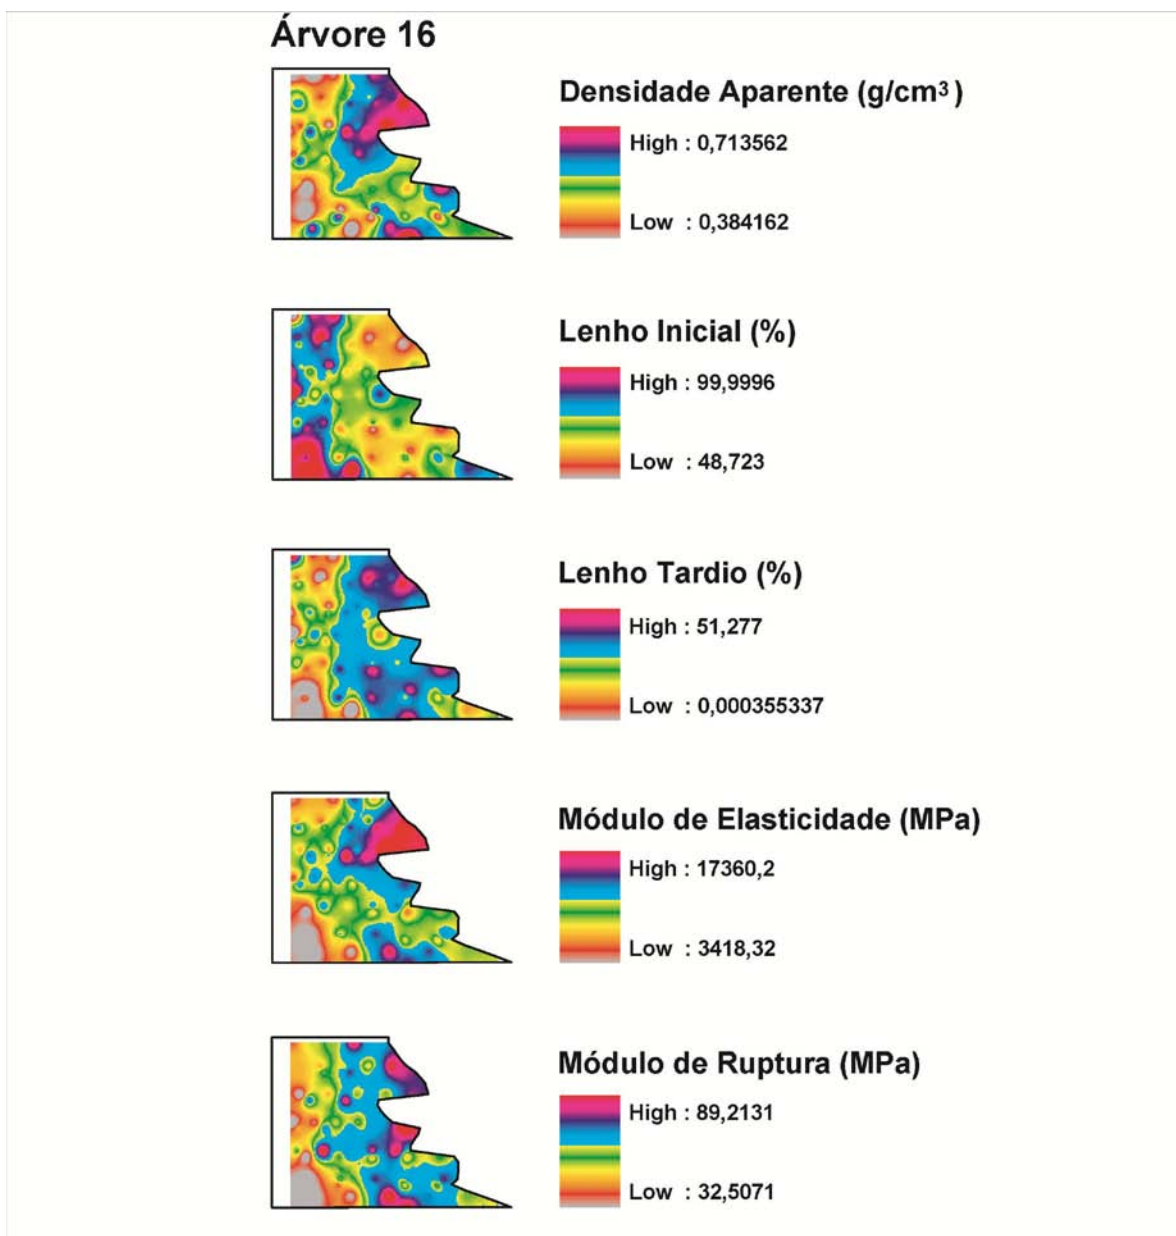 Árvore 16
Densidade Aparente (g/cm³)
High : 0,713562
Low : 0,384162
Lenho Inicial (%)
High : 99,9996
Low : 48,723
Lenho Tardio (%)
High : 51,277
Low : 0,000355337
Módulo de Elasticidade (MPa)
High : 17360,2
Low : 3418,32
Módulo de Ruptura (MPa)
High : 89,2131
Low : 32,5071